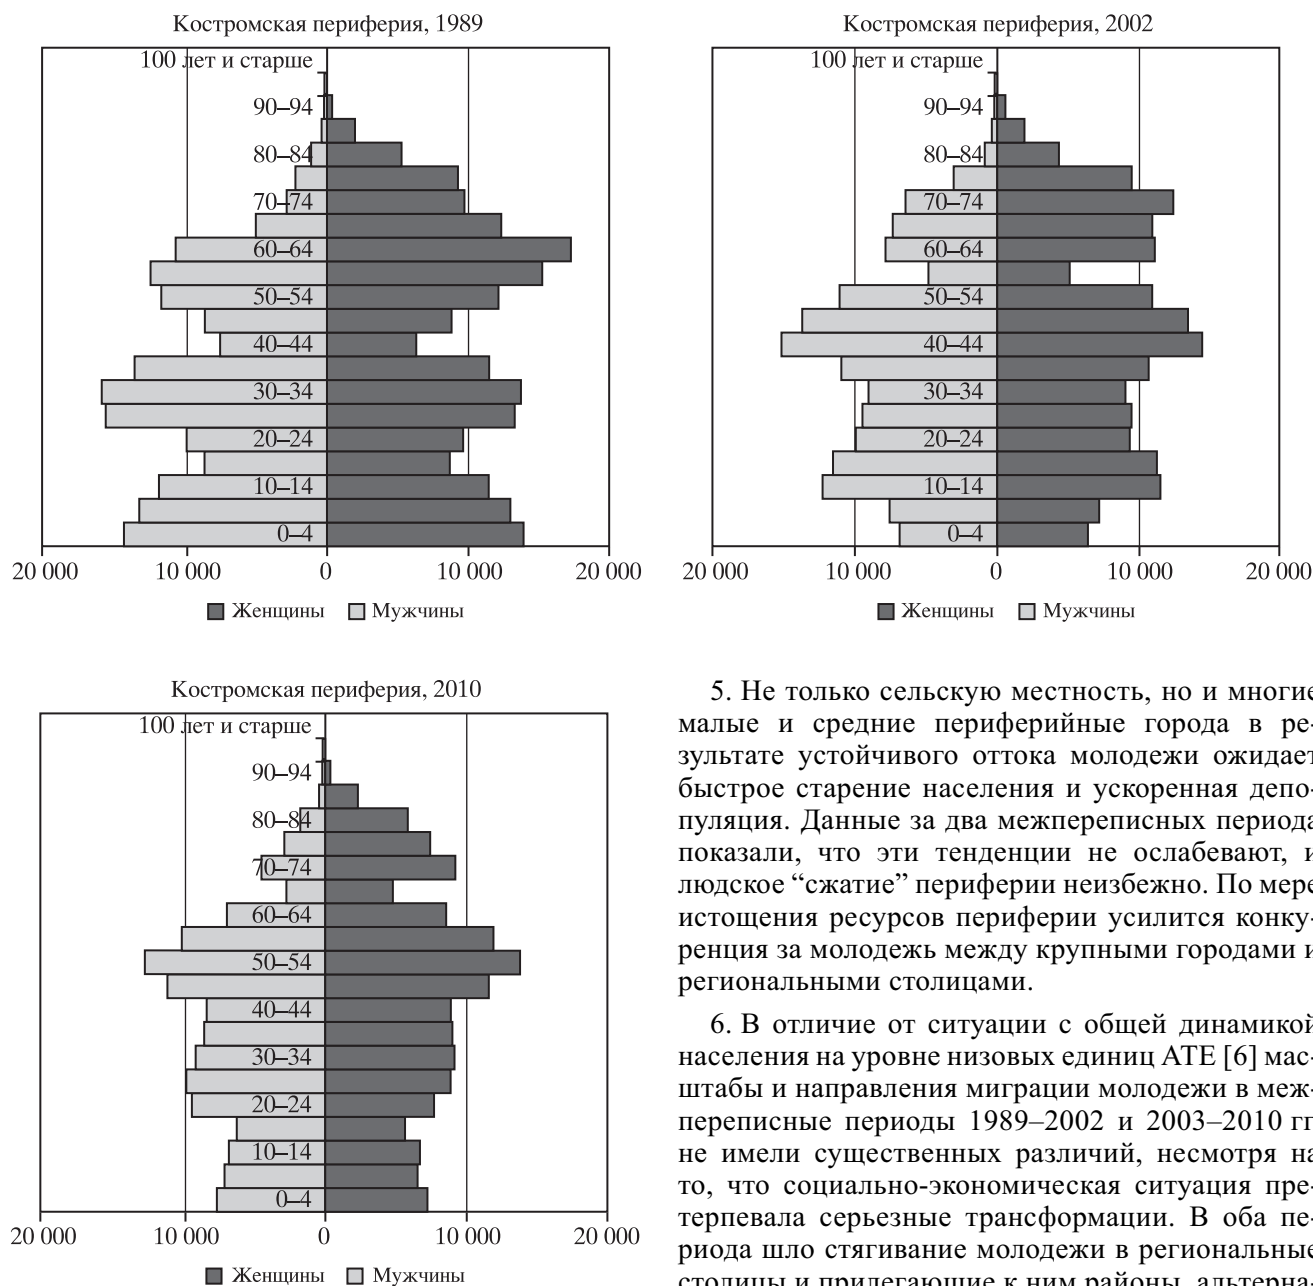 Костромская периферия, 1989
100 лет и старше
90–94
80–84
70–74
60–64
50–54
40–44
30–34
20–24
10–14
0–4
20 000 10 000 0 10 000 20 000
Женщины Мужчины
Костромская периферия, 2002
100 лет и старше
90–94
80–84
70–74
60–64
50–54
40–44
30–34
20–24
10–14
0–4
20 000 10 000 0 10 000 20 000
Женщины Мужчины
Костромская периферия, 2010
100 лет и старше
90–94
80–84
70–74
60–64
50–54
40–44
30–34
20–24
10–14
0–4
20 000 10 000 0 10 000 20 000
Женщины Мужчины
5. Не только сельскую местность, но и многие
малые и средние периферийные города в ре-
зультате устойчивого оттока молодежи ожидает
быстрое старение населения и ускоренная депо-
пуляция. Данные за два межпереписных периода
показали, что эти тенденции не ослабевают, и
людское “сжатие” периферии неизбежно. По мере
истощения ресурсов периферии усилится конку-
ренция за молодежь между крупными городами и
региональными столицами.
6. В отличие от ситуации с общей динамикой
населения на уровне низовых единиц АТЕ [6] мас-
штабы и направления миграции молодежи в меж-
переписные периоды 1989–2002 и 2003–2010 гг
не имели существенных различий, несмотря на
то, что социально-экономическая ситуация пре-
терпевала серьезные трансформации. В оба пе-
риода шло стягивание молодежи в региональные
столицы и прилегающие к ним районы, альтерна-